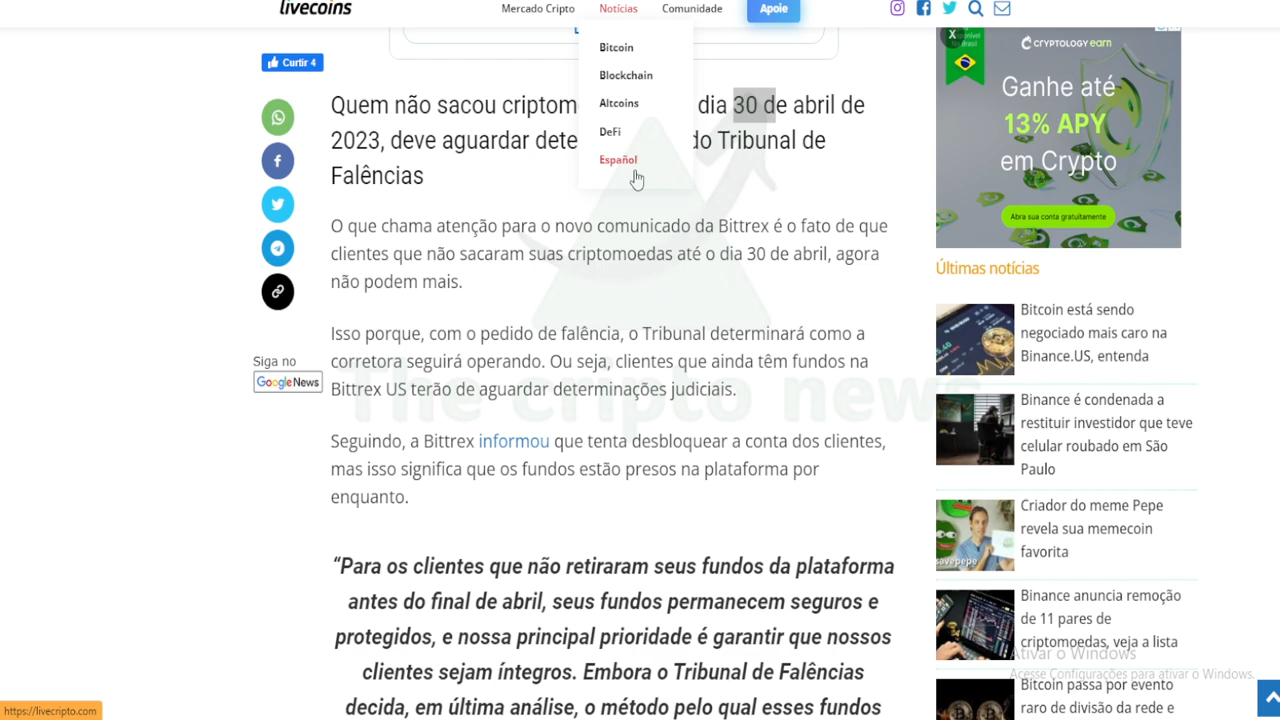 livecoins
Mercado Cripto
Notícias
Comunidade
Apoie
Bitcoin
Blockchain
Altcoins
DeFi
Español
Curtir 4
Quem não sacou criptom dia 30 de abril de
2023, deve aguardar dete do Tribunal de
Falências
O que chama atenção para o novo comunicado da Bittrex é o fato de que
clientes que não sacaram suas criptomoedas até o dia 30 de abril, agora
não podem mais.
Isso porque, com o pedido de falência, o Tribunal determinará como a
corretora seguirá operando. Ou seja, clientes que ainda têm fundos na
Bittrex US terão de aguardar determinações judiciais.
Siga no
Google News
Seguindo, a Bittrex informou que tenta desbloquear a conta dos clientes,
mas isso significa que os fundos estão presos na plataforma por
enquanto.
“Para os clientes que não retiraram seus fundos da plataforma
antes do final de abril, seus fundos permanecem seguros e
protegidos, e nossa principal prioridade é garantir que nossos
clientes sejam íntegros. Embora o Tribunal de Falências
decida, em última análise, o método pelo qual esses fundos
The cripto news
X
no Brasil
CRYPTOLOGY earn
Ganhe até
13% APY
em Crypto
Abra sua conta gratuitamente
Últimas notícias
Bitcoin está sendo
negociado mais caro na
Binance.US, entenda
Binance é condenada a
restituir investidor que teve
celular roubado em São
Paulo
Criador do meme Pepe
revela sua memecoin
favorita
savepepe
Binance anuncia remoção
de 11 pares de
criptomoedas, veja a lista
Bitcoin passa por evento
raro de divisão da rede e
Ativar o Windows
Acesse Configurações para ativar o Windows.
https://livecripto.com